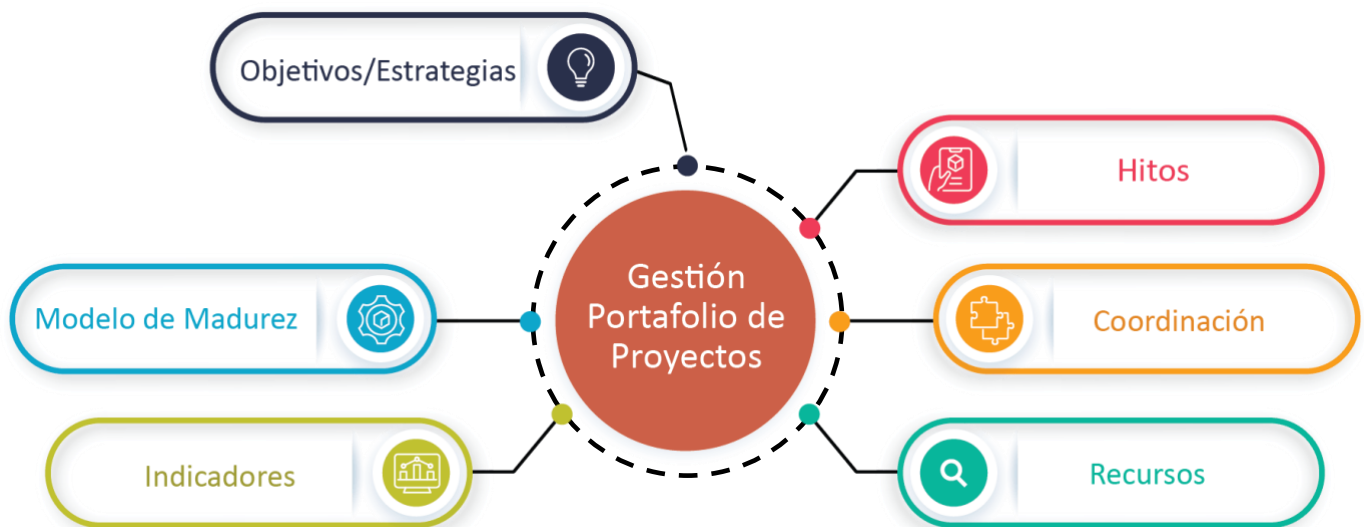 Objetivos/Estrategias
Hitos
Gestión
Portafolio de
Proyectos
Modelo de Madurez
Coordinación
Indicadores
Recursos